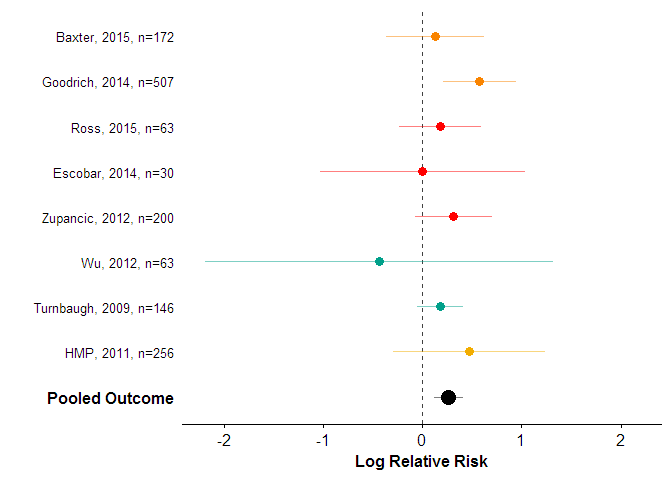 Baxter, 2015, n=172
Goodrich, 2014, n=507
Ross, 2015, n=63
Escobar, 2014, n=30
Zupancic, 2012, n=200
Wu, 2012, n=63
Turnbaugh, 2009, n=146
HMP, 2011, n=256
Pooled Outcome
-2 -1 0 1 2
Log Relative Risk